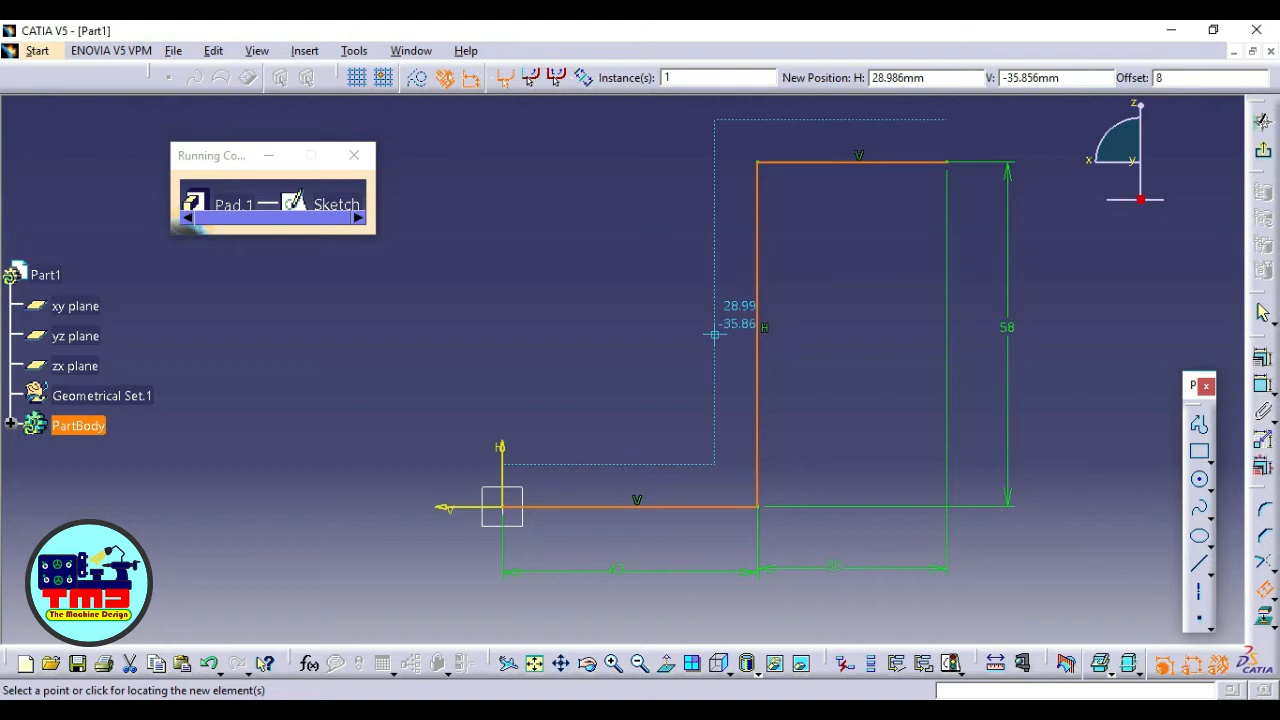 CATIA V5 - [Part1]
Start ENOVIA V5 VPM File Edit View Insert Tools Window Help
Instance(s): 1 New Position: H: 28.986mm V: -35.856mm Offset: 8
z
x
y
Running Co...
Pad.1 Sketch
V
28.99
-35.86
H
58
Part1
xy plane
yz plane
zx plane
Geometrical Set.1
PartBody
P x
H
V
V
43
TMD
The Machine Design
f(x)
CATIA
Select a point or click for locating the new element(s)